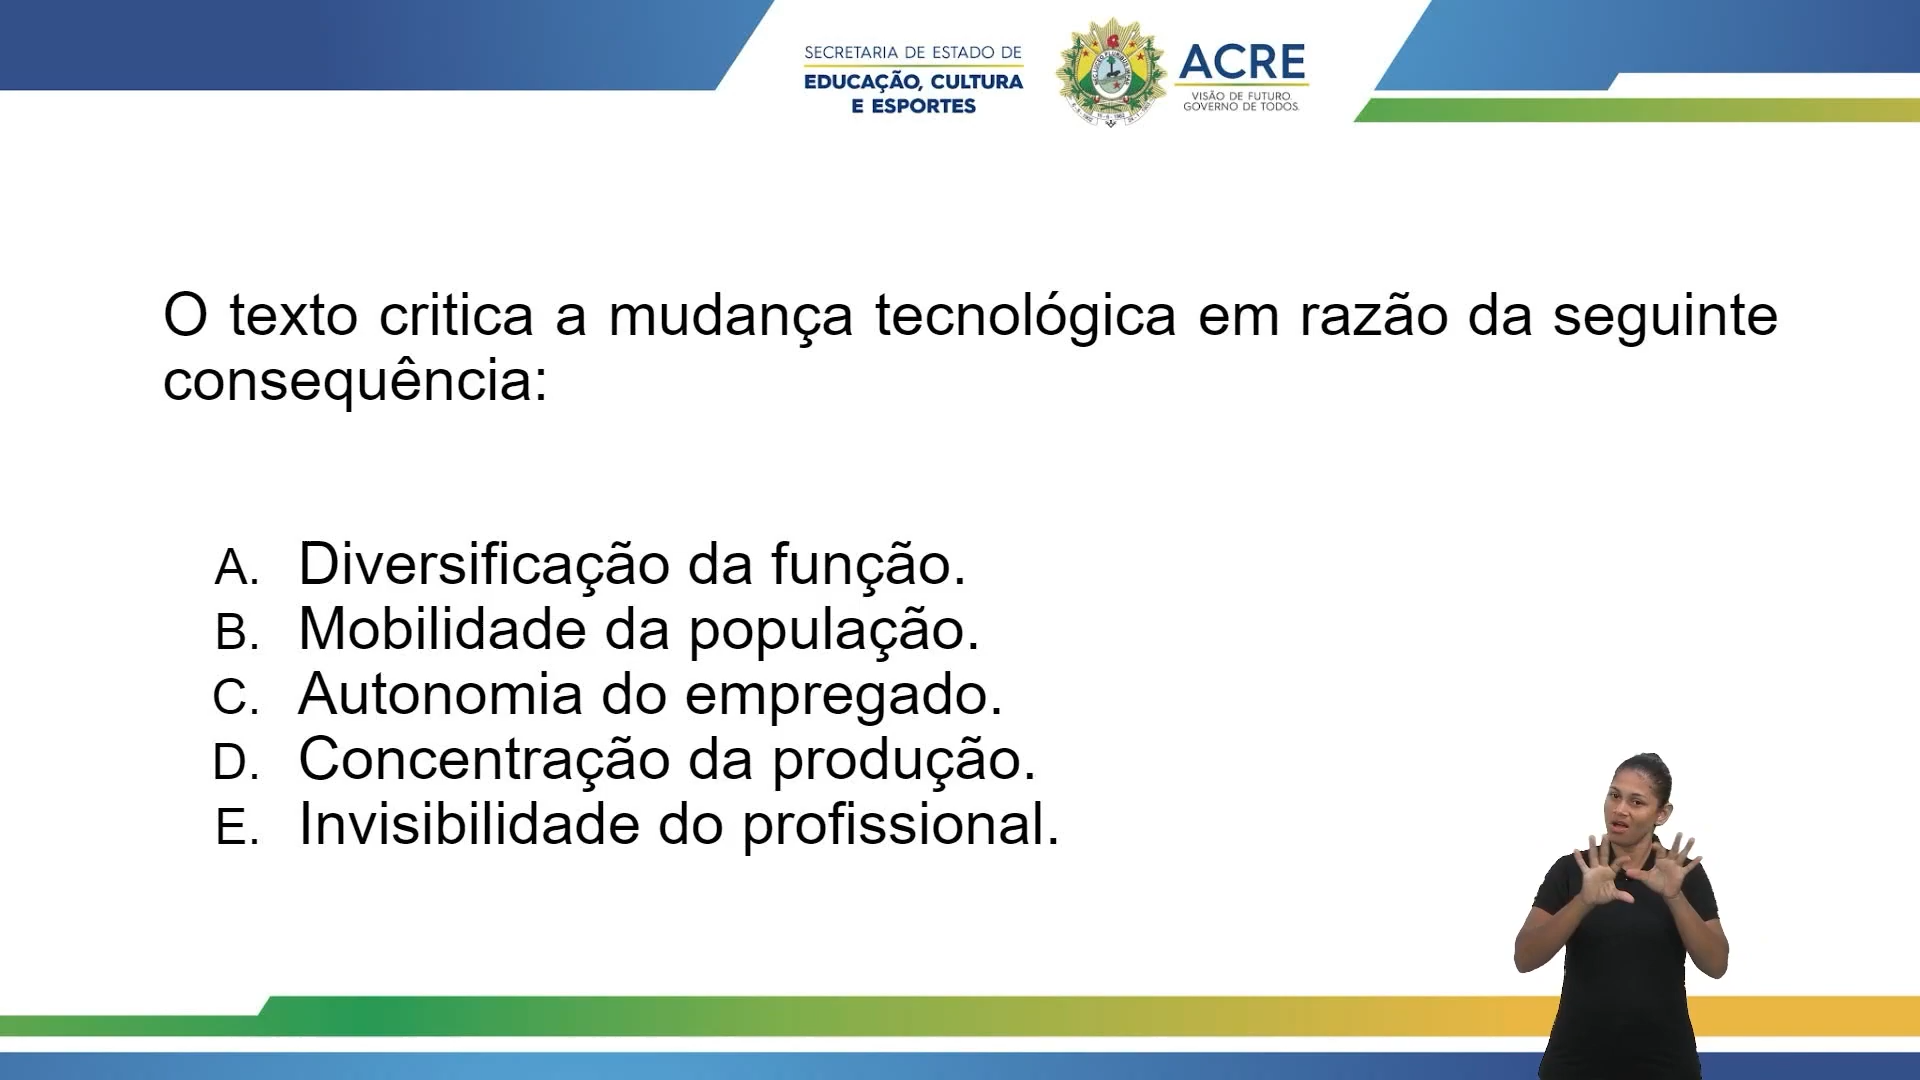 SECRETARIA DE ESTADO DE
EDUCAÇÃO, CULTURA
E ESPORTES
ACRE
VISÃO DE FUTURO.
GOVERNO DE TODOS.
O texto critica a mudança tecnológica em razão da seguinte
consequência:
A. Diversificação da função.
B. Mobilidade da população.
C. Autonomia do empregado.
D. Concentração da produção.
E. Invisibilidade do profissional.